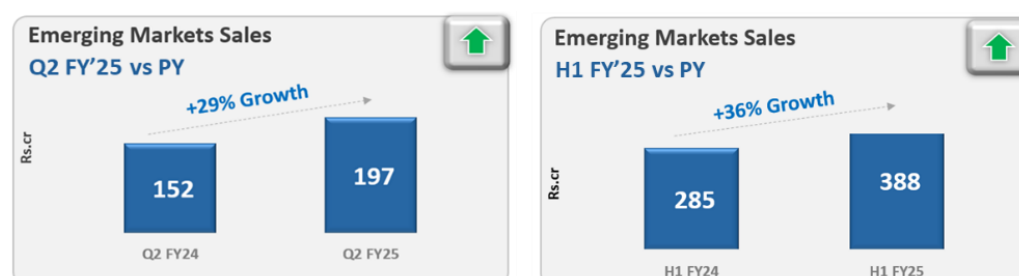 Emerging Markets Sales
Q2 FY'25 vs PY
+29% Growth
Rs.cr
152
197
Q2 FY24
Q2 FY25
Emerging Markets Sales
H1 FY'25 vs PY
+36% Growth
Rs.cr
285
388
H1 FY24
H1 FY25